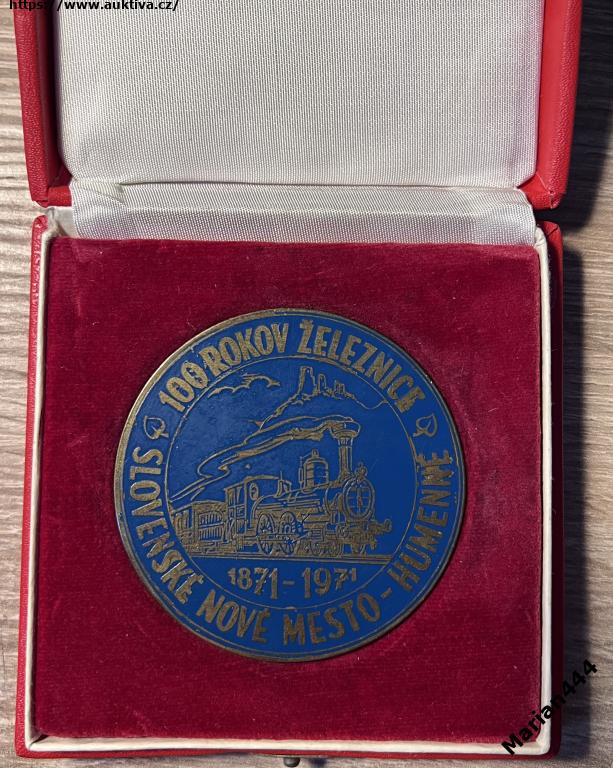 https://www.auktiva.cz/
100 ROKOV ŽELEZNICE
SLOVENSKÉ NOVÉ MESTO - HUMENNÉ
1871-1971
Marian444